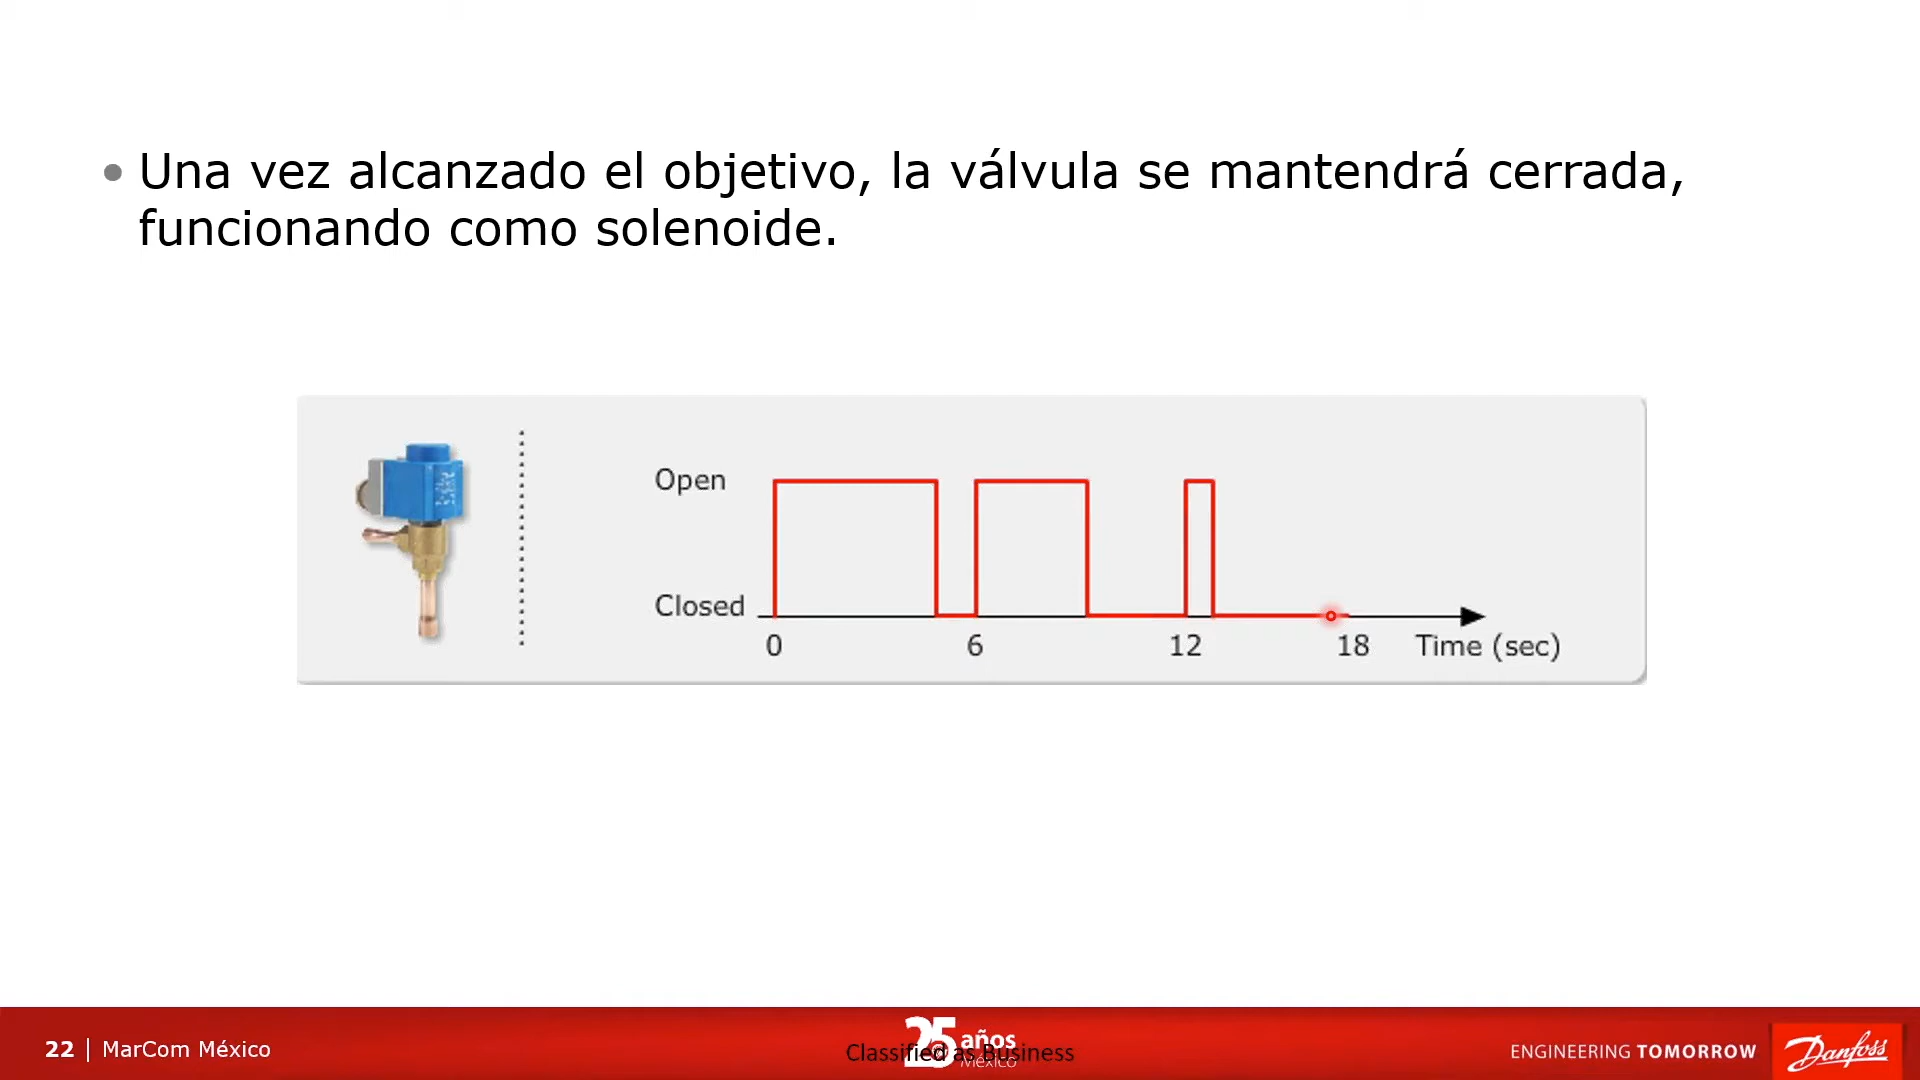 Una vez alcanzado el objetivo, la válvula se mantendrá cerrada,
funcionando como solenoide.
Open
Closed
0 6 12 18 Time (sec)
22 | MarCom México
25 años
México
Classified as Business
ENGINEERING TOMORROW
Danfoss